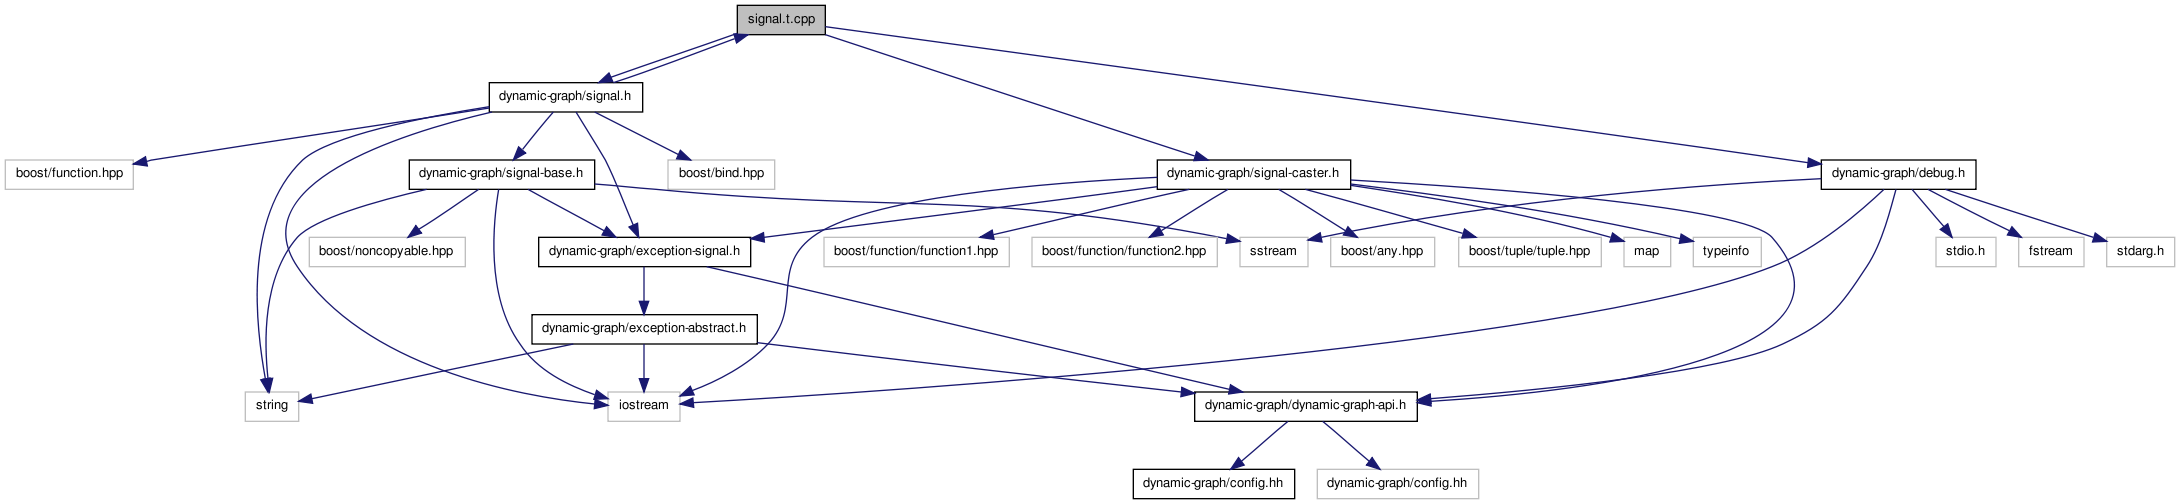 signal.t.cpp
dynamic-graph/signal.h
boost/function.hpp
dynamic-graph/signal-base.h
boost/bind.hpp
dynamic-graph/signal-caster.h
dynamic-graph/debug.h
boost/noncopyable.hpp
dynamic-graph/exception-signal.h
boost/function/function1.hpp
boost/function/function2.hpp
sstream
boost/any.hpp
boost/tuple/tuple.hpp
map
typeinfo
stdio.h
fstream
stdarg.h
dynamic-graph/exception-abstract.h
string
iostream
dynamic-graph/dynamic-graph-api.h
dynamic-graph/config.hh
dynamic-graph/config.hh